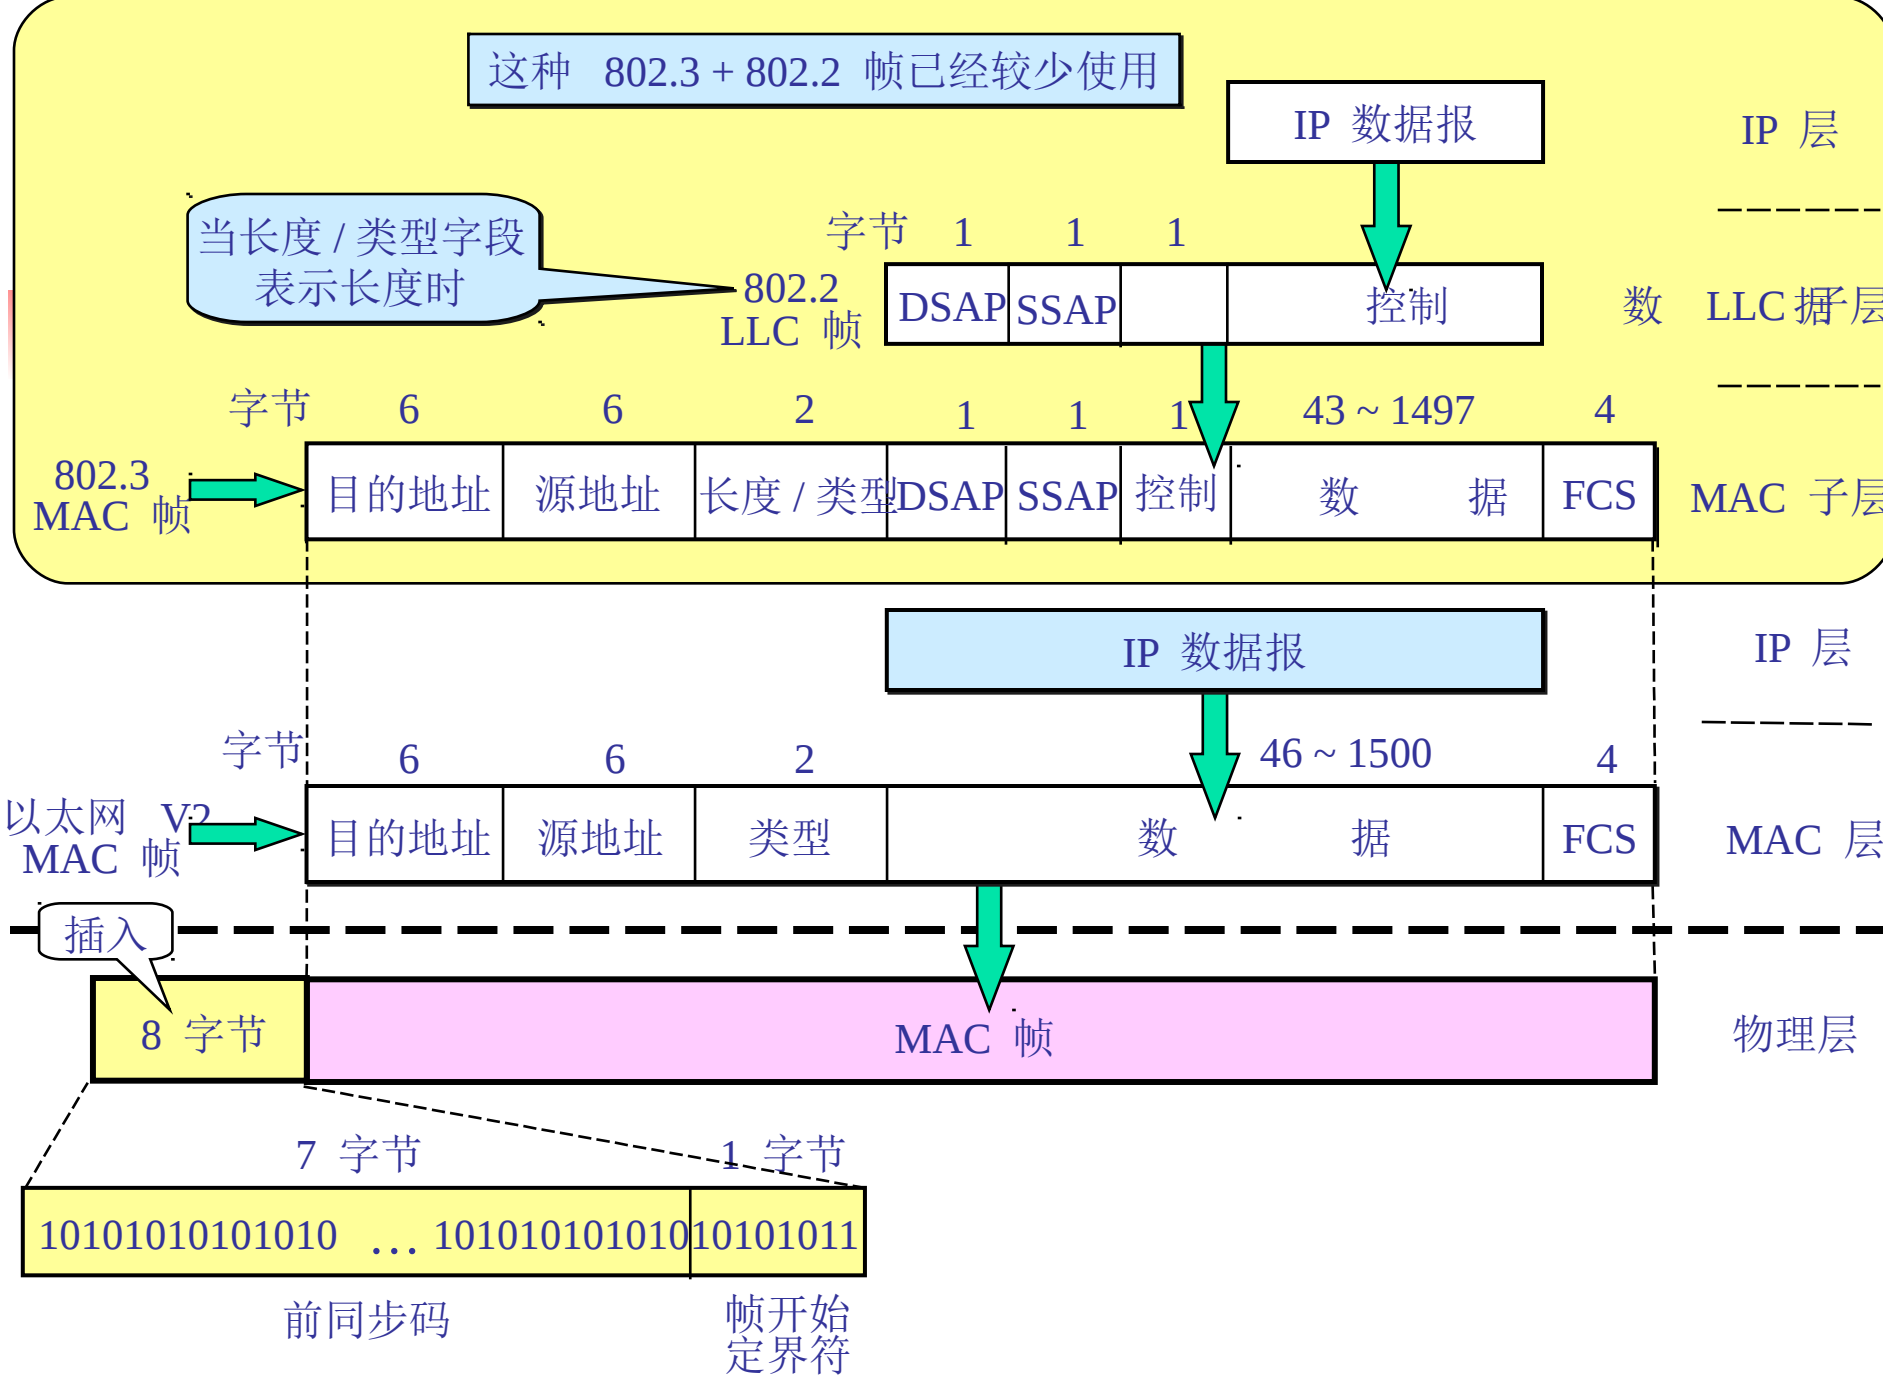 这种 802.3 + 802.2 帧已经较少使用
IP 数据报
IP 层
当长度 / 类型字段
表示长度时
字节 1 1 1
802.2
LLC 帧
DSAP SSAP 控制 数 据
LLC 子层
字节 6 6 2 1 1 1 43 ~ 1497 4
802.3
MAC 帧
目的地址 源地址 长度 / 类型 DSAP SSAP 控制 数 据 FCS
MAC 子层
IP 数据报
IP 层
字节 6 6 2 46 ~ 1500 4
以太网 V2
MAC 帧
目的地址 源地址 类型 数 据 FCS
MAC 层
插入
8 字节
MAC 帧
物理层
7 字节 1 字节
10101010101010 … 101010101010 10101011
前同步码
帧开始
定界符